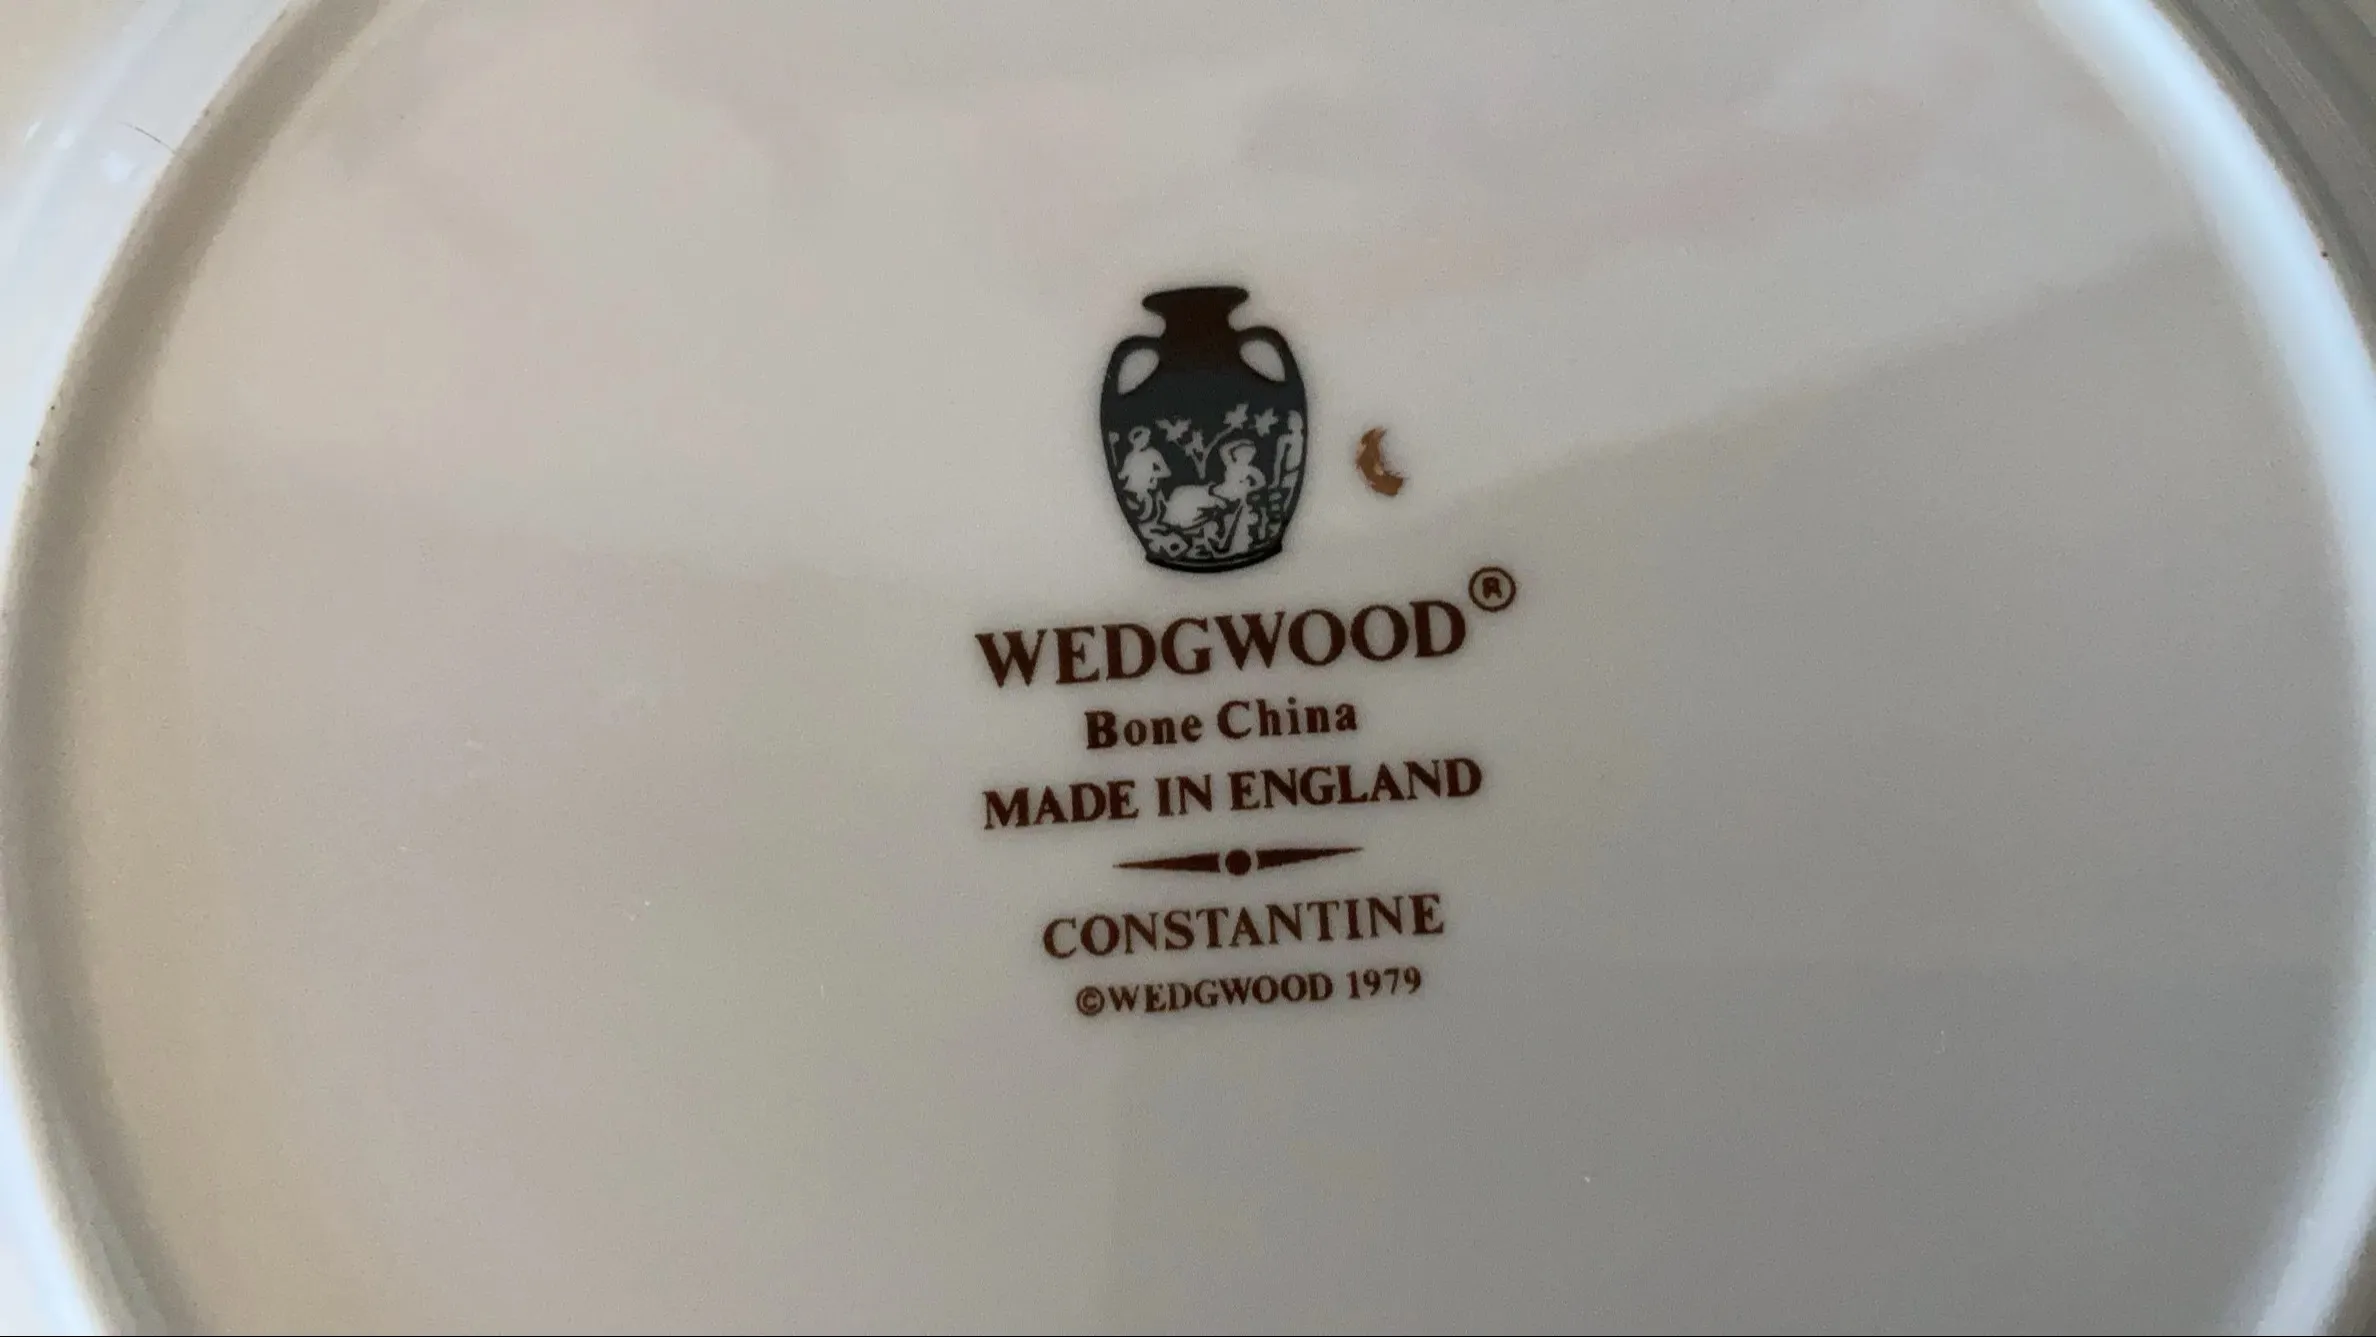 WEDGWOOD®
Bone China
MADE IN ENGLAND
CONSTANTINE
©WEDGWOOD 1979